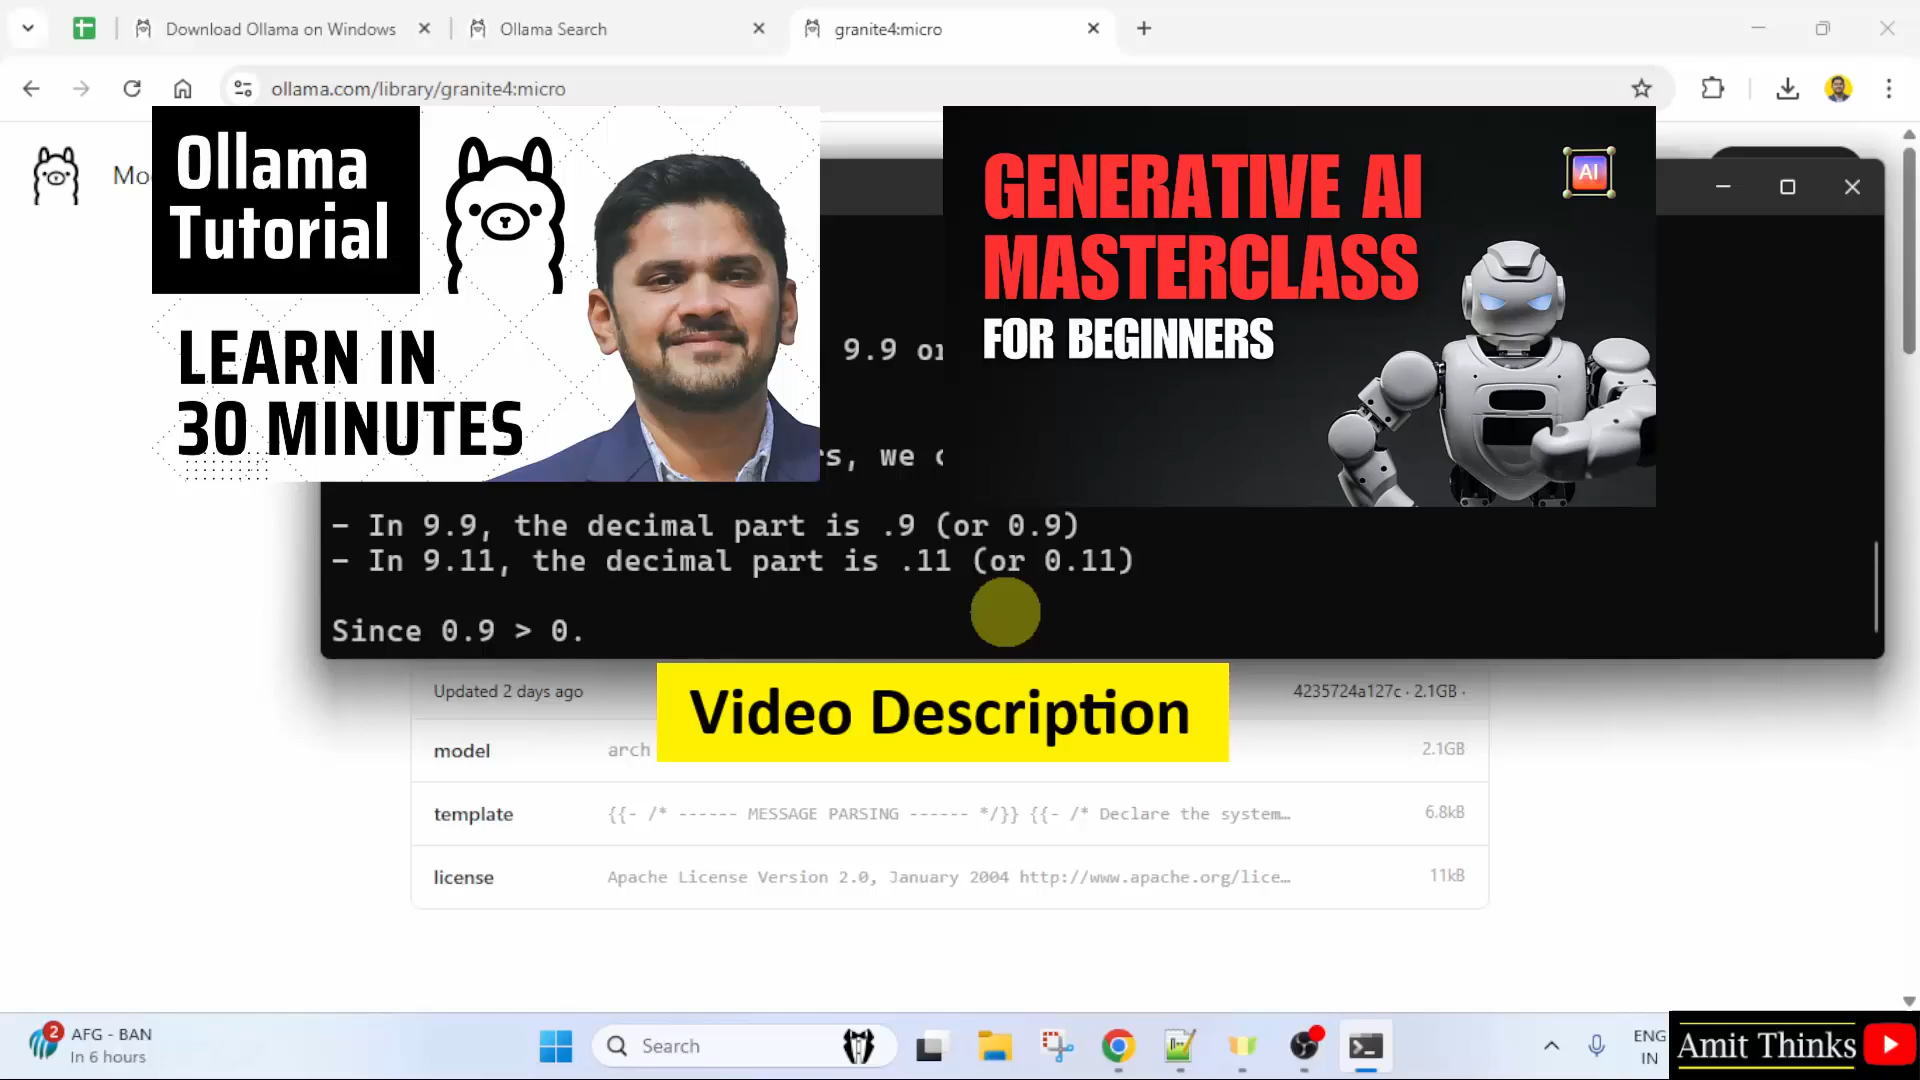 Download Ollama on Windows
Ollama Search
granite4:micro
ollama.com/library/granite4:micro
Ollama
Tutorial
LEARN IN
30 MINUTES
GENERATIVE AI
MASTERCLASS
FOR BEGINNERS
AI
9.9 or
s, we c
- In 9.9, the decimal part is .9 (or 0.9)
- In 9.11, the decimal part is .11 (or 0.11)
Since 0.9 > 0.
Updated 2 days ago
4235724a127c · 2.1GB ·
Video Description
model
arch
2.1GB
template
{{- /* ------ MESSAGE PARSING ------ */}} {{- /* Declare the system…
6.8kB
license
Apache License Version 2.0, January 2004 http://www.apache.org/lice…
11kB
2
AFG - BAN
In 6 hours
Search
ENG
IN
Amit Thinks